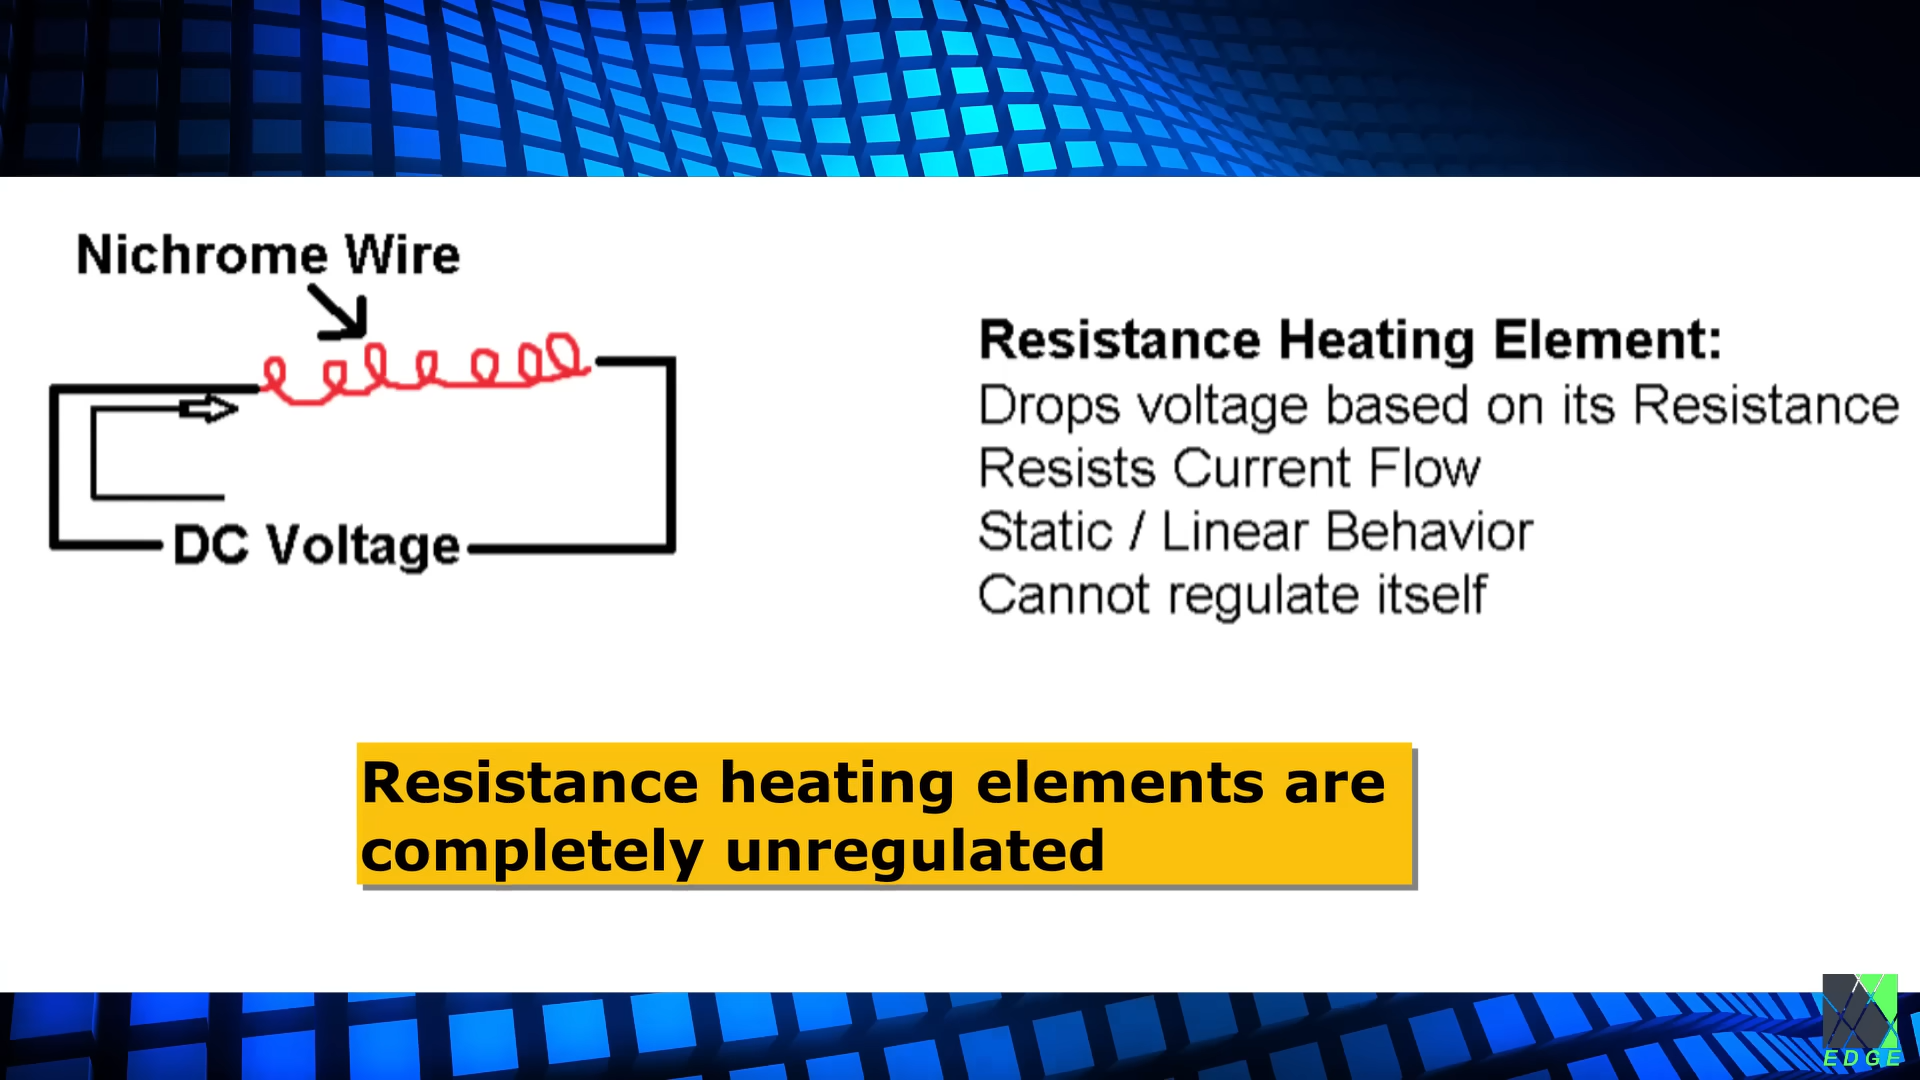 Nichrome Wire
DC Voltage
Resistance Heating Element:
Drops voltage based on its Resistance
Resists Current Flow
Static / Linear Behavior
Cannot regulate itself
Resistance heating elements are
completely unregulated
EDGE